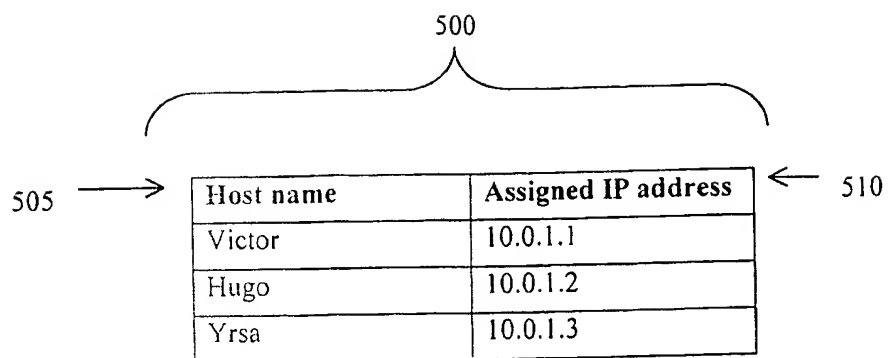 500
505 Host name Assigned IP address 510
Victor 10.0.1.1
Hugo 10.0.1.2
Yrsa 10.0.1.3